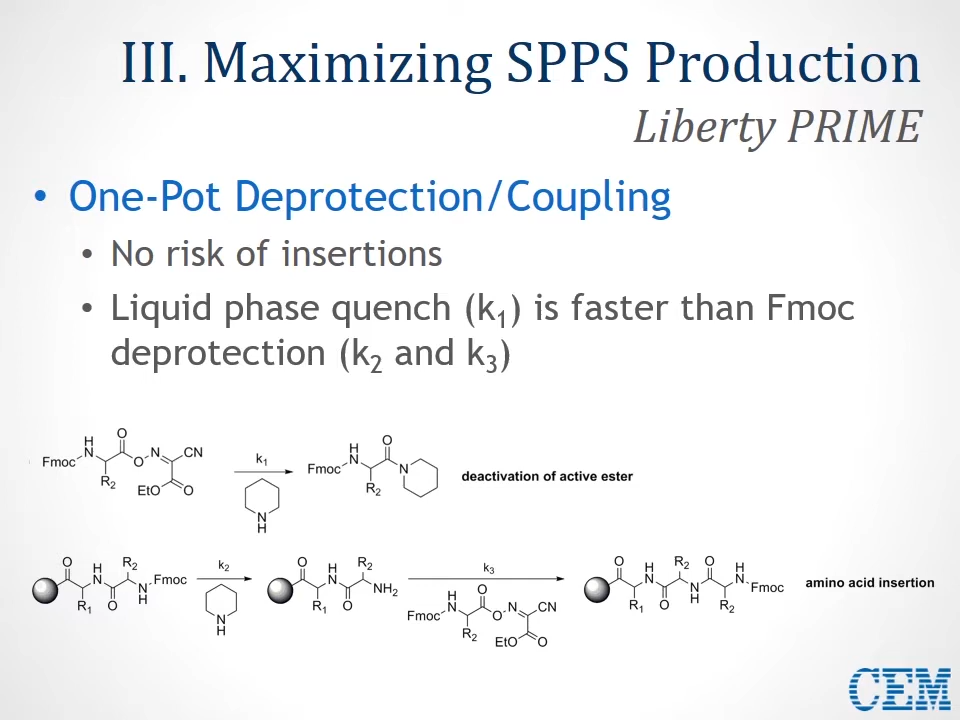 III. Maximizing SPPS Production
Liberty PRIME
• One-Pot Deprotection/Coupling
• No risk of insertions
• Liquid phase quench (k1) is faster than Fmoc
deprotection (k2 and k3)
Fmoc H N R2 O O N CN EtO O
k1
N H
Fmoc H N R2 O N
deactivation of active ester
O R1 H N O R2 N H Fmoc
k2
N H
O R1 H N O R2 NH2
k3
Fmoc H N R2 O O N CN EtO O
O R1 H N O R2 N H O R2 H N Fmoc
amino acid insertion
CEM